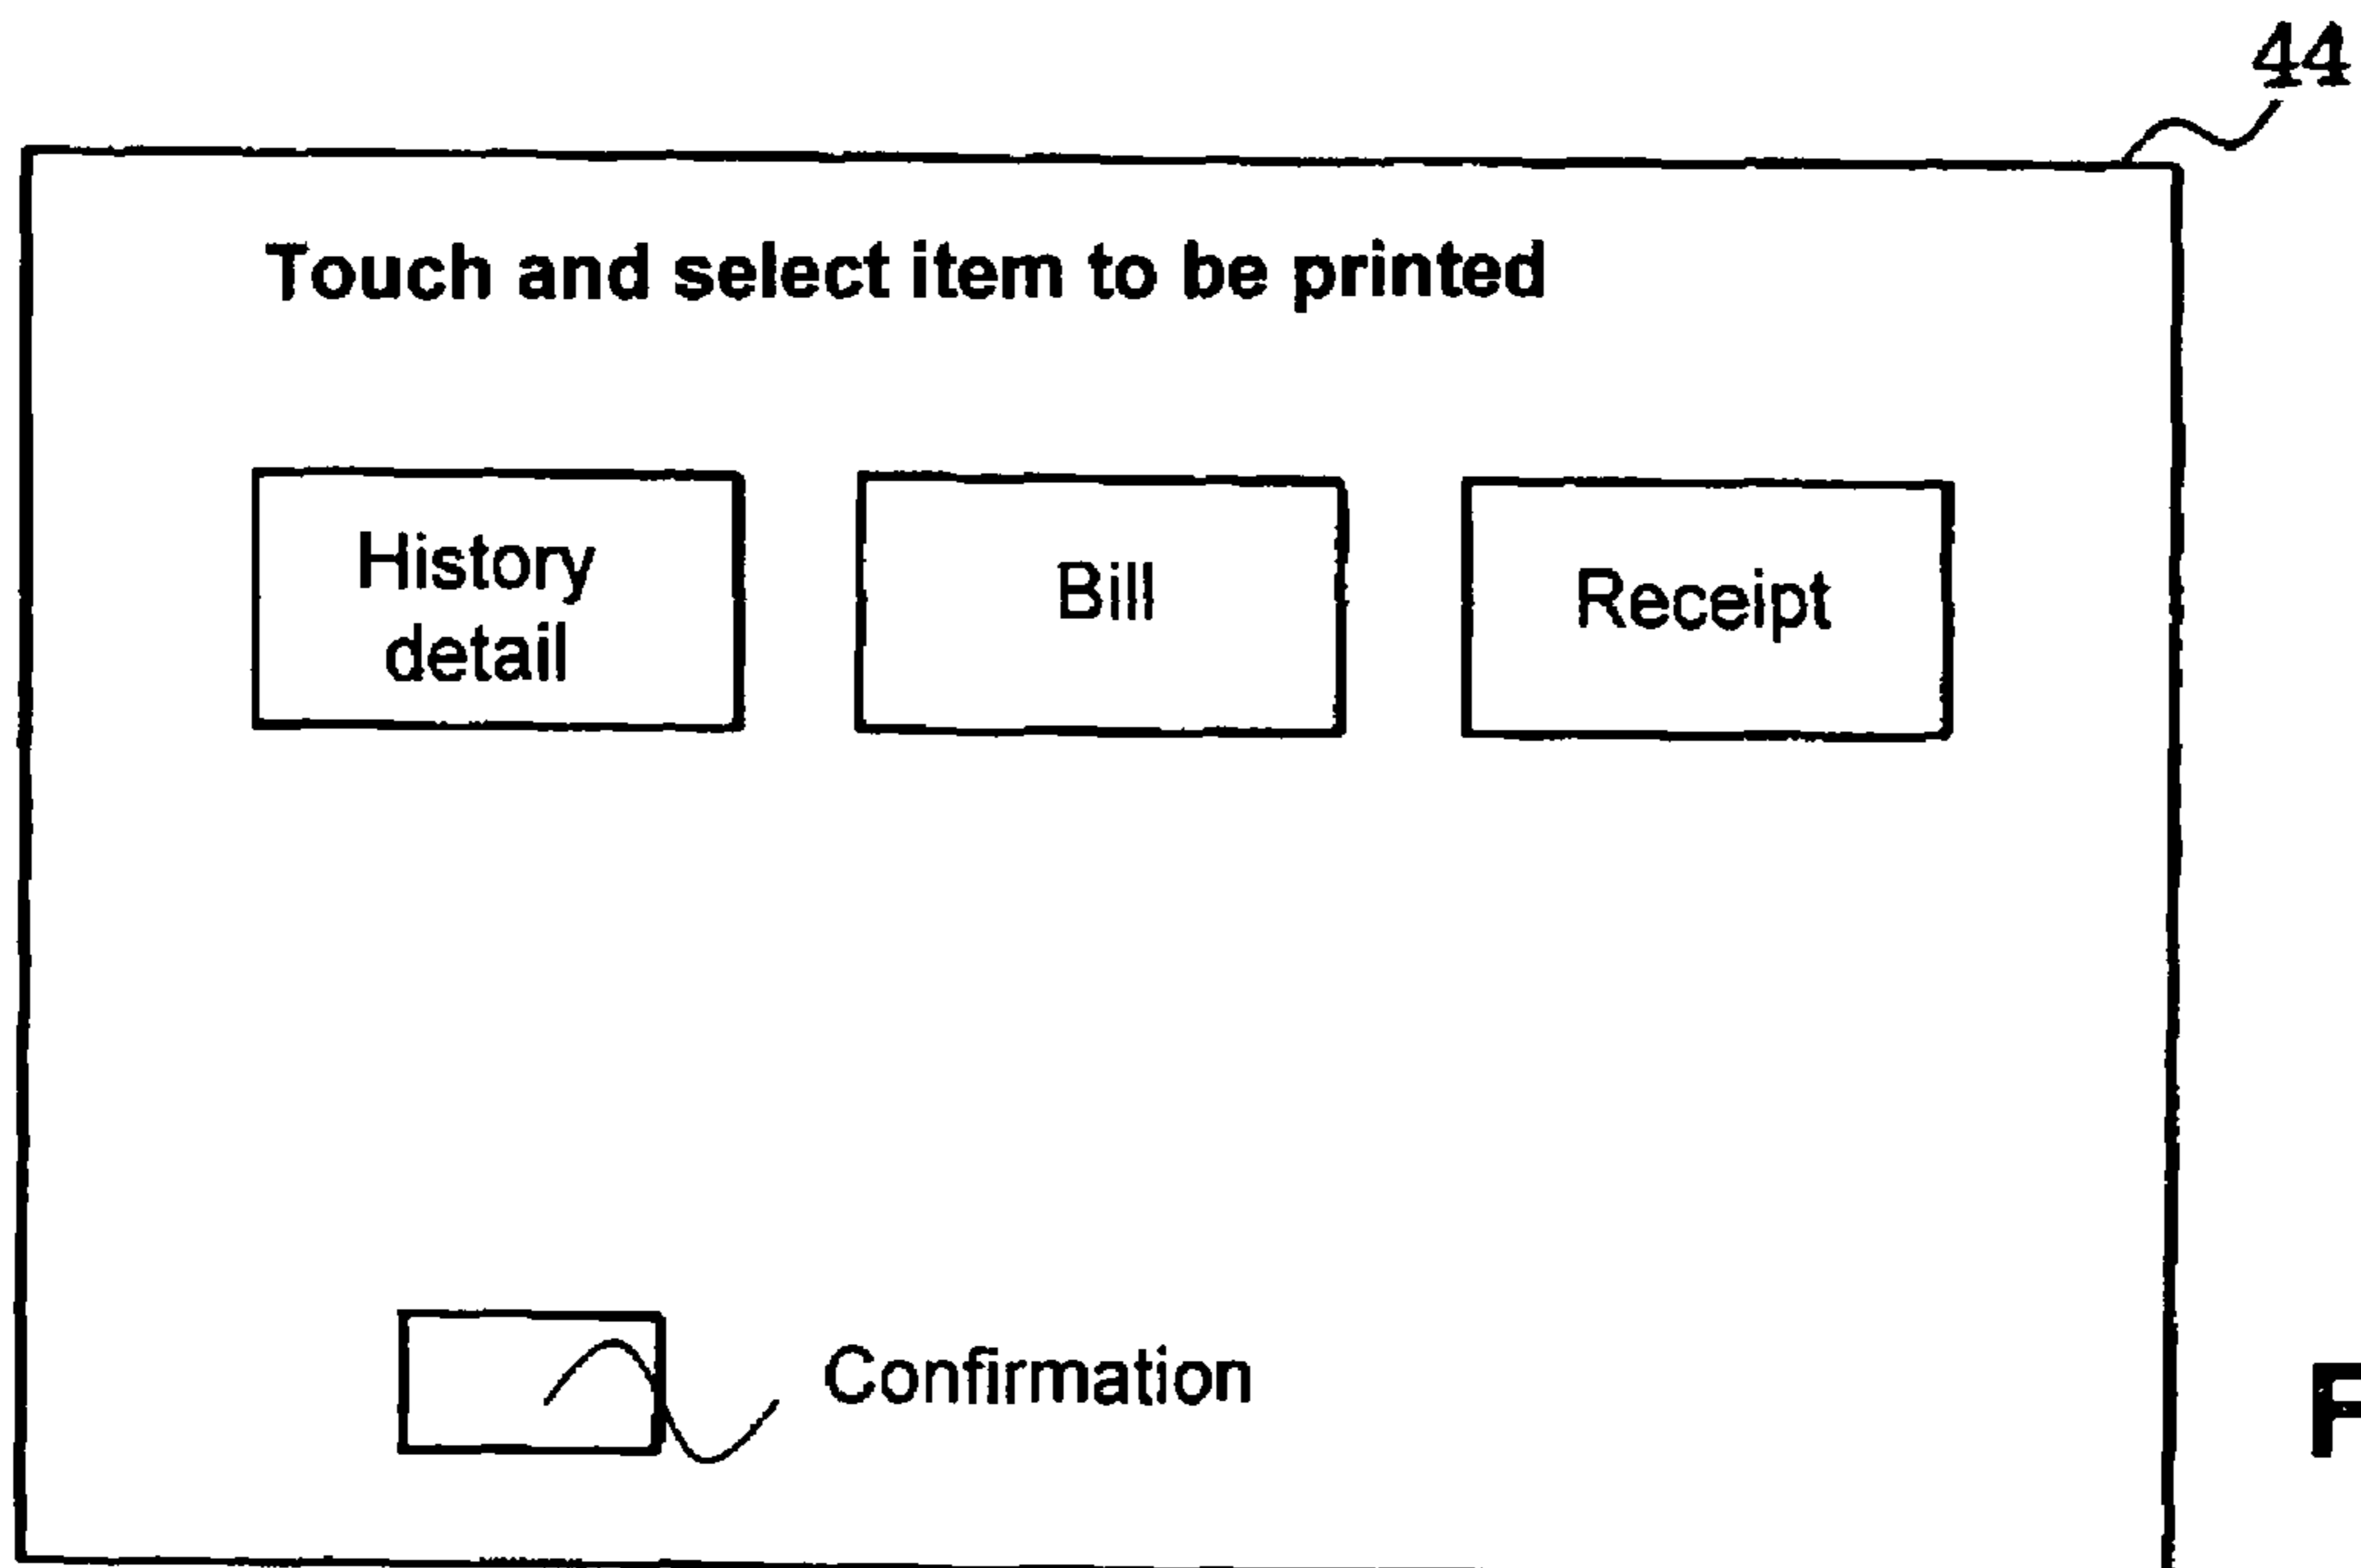 44
Touch and select item to be printed
History
detail
Bill
Receipt
Confirmation
F